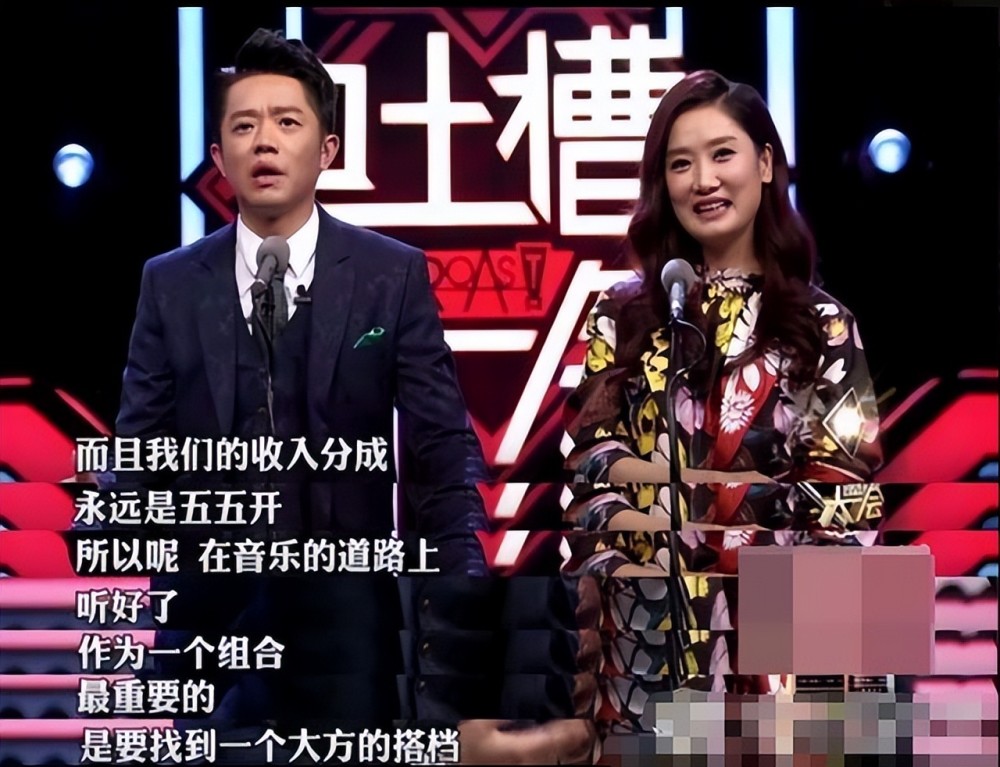 吐槽
ROAST!
大会
而且我们的收入分成
永远是五五开
所以呢 在音乐的道路上
听好了
作为一个组合
最重要的
是要找到一个大方的搭档